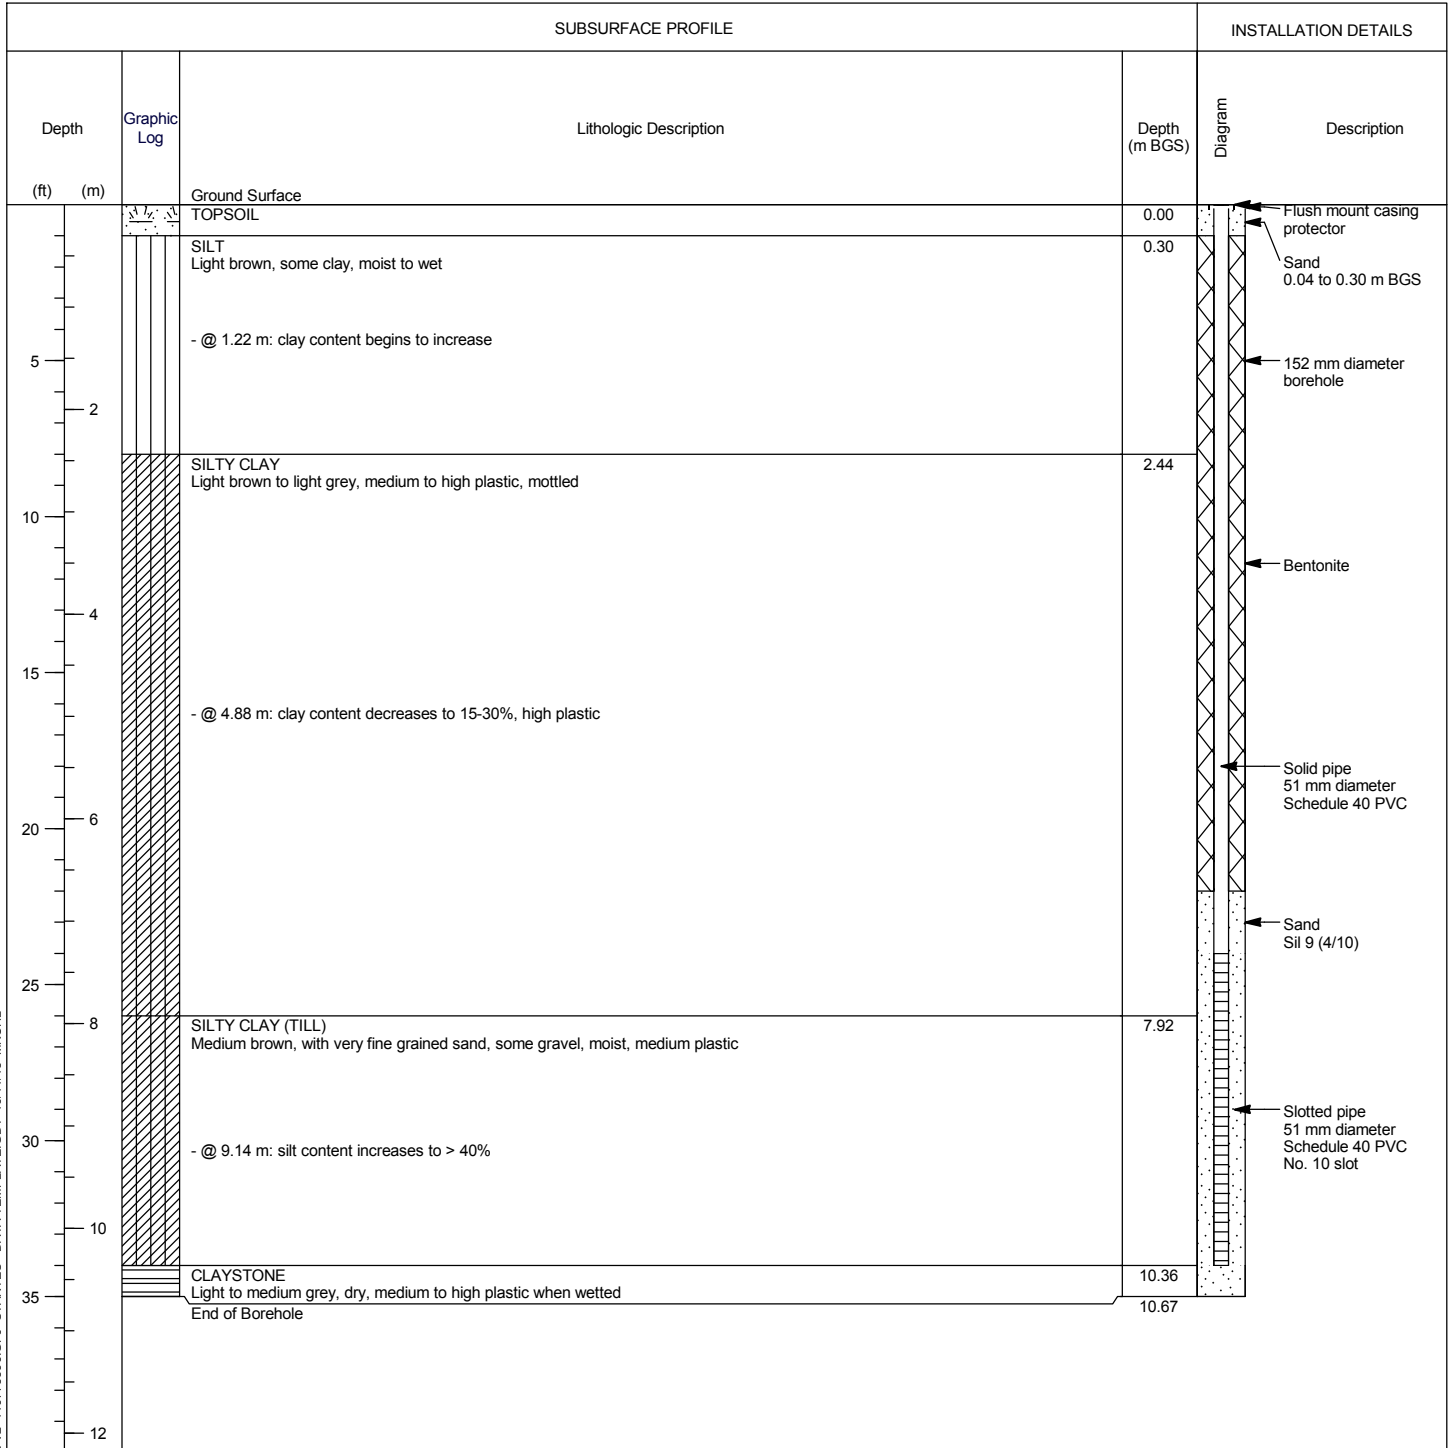 SUBSURFACE PROFILE
INSTALLATION DETAILS
Depth
Graphic
Log
Lithologic Description
Depth
(m BGS)
Diagram
Description
(ft)
(m)
Ground Surface
TOPSOIL
0.00
Flush mount casing
protector
SILT
0.30
Light brown, some clay, moist to wet
Sand
0.04 to 0.30 m BGS
- @ 1.22 m: clay content begins to increase
5
152 mm diameter
borehole
2
SILTY CLAY
2.44
Light brown to light grey, medium to high plastic, mottled
10
Bentonite
4
15
- @ 4.88 m: clay content decreases to 15-30%, high plastic
Solid pipe
51 mm diameter
Schedule 40 PVC
6
20
Sand
Sil 9 (4/10)
25
8
SILTY CLAY (TILL)
7.92
Medium brown, with very fine grained sand, some gravel, moist, medium plastic
Slotted pipe
51 mm diameter
Schedule 40 PVC
No. 10 slot
30
- @ 9.14 m: silt content increases to > 40%
10
CLAYSTONE
10.36
Light to medium grey, dry, medium to high plastic when wetted
35
End of Borehole
10.67
12